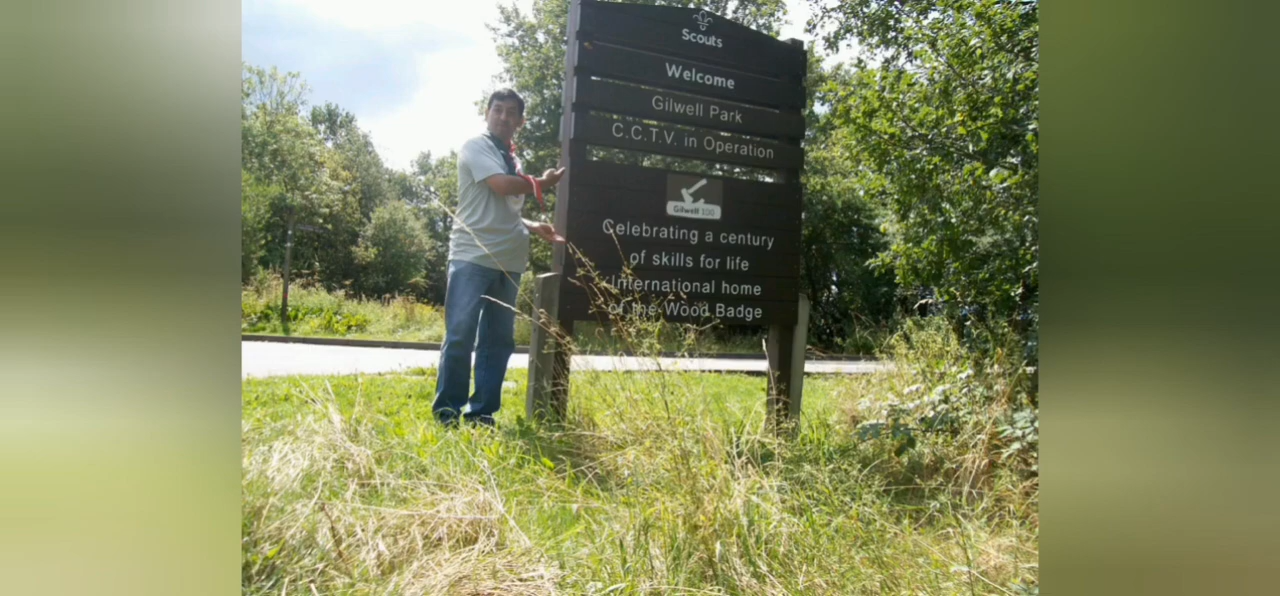 Scouts
Welcome
Gilwell Park
C.C.T.V. in Operation
Gilwell 100
Celebrating a century
of skills for life
International home
of the Wood Badge